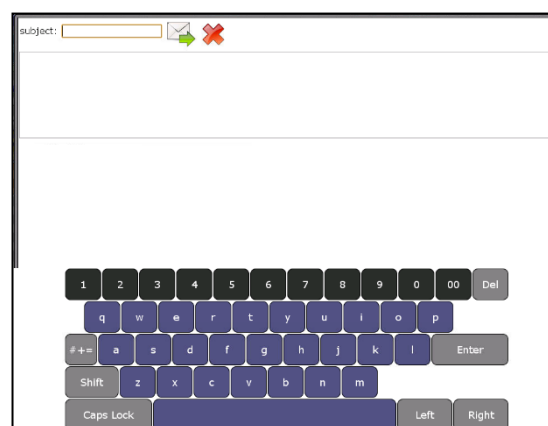 subject:
1 2 3 4 5 6 7 8 9 0 00 Del
q w e r t y u i o p
#+= a s d f g h j k l Enter
Shift z x c v b n m
Caps Lock Left Right